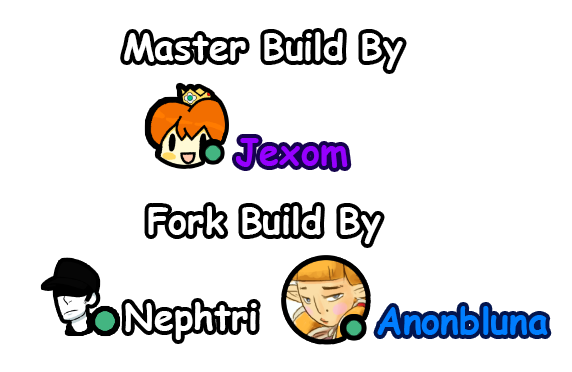 Master Build By
Jexom
Fork Build By
Nephtri
Anonbluna